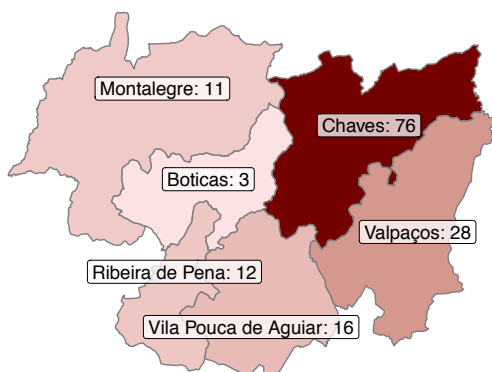 Montalegre: 11
Chaves: 76
Boticas: 3
Valpaços: 28
Ribeira de Pena: 12
Vila Pouca de Aguiar: 16